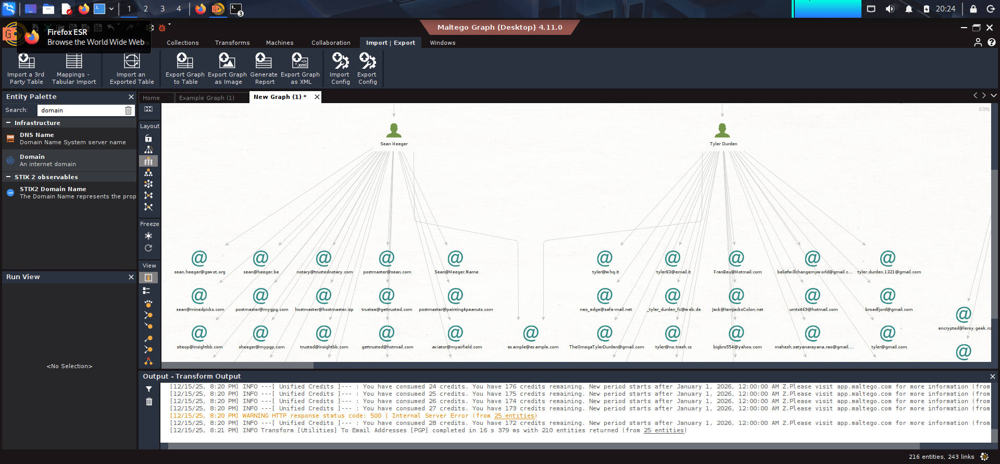 1 2 3 4
3
20:24
Maltego Graph (Desktop) 4.11.0
Firefox ESR
Browse the World Wide Web
Collections Transforms Machines Collaboration Import | Export Windows
Import a 3rd Party Table
Mappings - Tabular Import
Import an Exported Table
Export Graph to Table
Export Graph as Image
Generate Report
Export Graph as XML
Import Config
Export Config
Entity Palette
Search: domain
Infrastructure
DNS Name
Domain Name System server name
Domain
An internet domain
STIX 2 observables
STIX2 Domain Name
The Domain Name represents the prop
Run View
<No Selection>
Home Example Graph (1) New Graph (1) *
Layout
Freeze
View
63%
Sean Heeger
Tyler Durden
sean.heeger@gswot.org sean@heeger.be notary@trustednotary.com postmaster@sean.com Sean@Heeger.Name
tyler@whq.it tyler83@email.it FranBeu@Hotmail.com beliefwillchangemyworld@gmail.c... tyler.durden.1321@gmail.com
sean@minedpicks.com postmaster@mygpg.com hostmaster@hostmaster.isp trustee@gettrusted.com postmaster@painting4peanuts.com
neo_edge@safe-mail.net _tyler_durden_fc@web.de Jack@IamJacksColon.net umts469@hotmail.com broadfjord@gmail.com
encrypted@leroy.geek.nz
siteop@insightbb.com sheeger@mypgp.com trusted@insightbb.com gettrusted@hotmail.com aviator@myairfield.com example@example.com
TheOmegaTylerDurden@gmail.com tyler@no.trash.cx bigbro554@yahoo.com mahesh.satyanarayana.rao@gmail.... tyler@gmail.com
Output - Transform Output
[12/15/25, 8:20 PM] INFO ---[ Unified Credits ]--- : You have consumed 24 credits. You have 176 credits remaining. New period starts after January 1, 2026, 12:00:00 AM Z.Please visit app.maltego.com for more information (from
[12/15/25, 8:20 PM] INFO ---[ Unified Credits ]--- : You have consumed 25 credits. You have 175 credits remaining. New period starts after January 1, 2026, 12:00:00 AM Z.Please visit app.maltego.com for more information (from
[12/15/25, 8:20 PM] INFO ---[ Unified Credits ]--- : You have consumed 26 credits. You have 174 credits remaining. New period starts after January 1, 2026, 12:00:00 AM Z.Please visit app.maltego.com for more information (from
[12/15/25, 8:20 PM] INFO ---[ Unified Credits ]--- : You have consumed 27 credits. You have 173 credits remaining. New period starts after January 1, 2026, 12:00:00 AM Z.Please visit app.maltego.com for more information (from
[12/15/25, 8:20 PM] WARNING HTTP response status code: 500 | Internal Server Error (from 25 entities)
[12/15/25, 8:20 PM] INFO ---[ Unified Credits ]--- : You have consumed 28 credits. You have 172 credits remaining. New period starts after January 1, 2026, 12:00:00 AM Z.Please visit app.maltego.com for more information (from
[12/15/25, 8:21 PM] INFO Transform [Utilities] To Email Addresses [PGP] completed in 16 s 379 ms with 210 entities returned (from 25 entities)
216 entities, 243 links